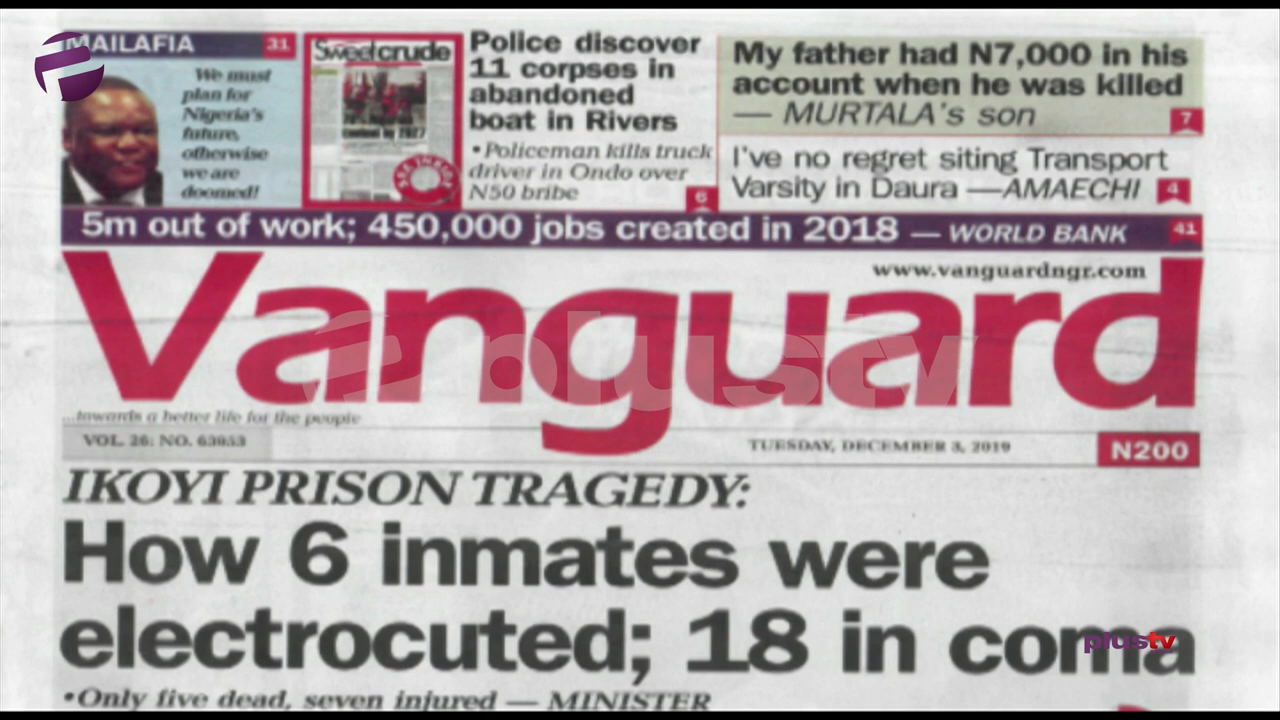 MAILAFIA 31
We must
plan for
Nigeria's
future,
otherwise
we are
doomed!
Sweetcrude
Police discover
11 corpses in
abandoned
boat in Rivers
•Policeman kills truck
driver in Ondo over
N50 bribe
6
My father had N7,000 in his
account when he was killed
— MURTALA's son
7
I've no regret siting Transport
Varsity in Daura —AMAECHI 4
5m out of work; 450,000 jobs created in 2018 — WORLD BANK 41
www.vanguardngr.com
Vanguard
plustv
...towards a better life for the people
VOL. 26: NO. 63953
TUESDAY, DECEMBER 3, 2019
N200
IKOYI PRISON TRAGEDY:
How 6 inmates were
electrocuted; 18 in coma
plustv
•Only five dead, seven injured — MINISTER